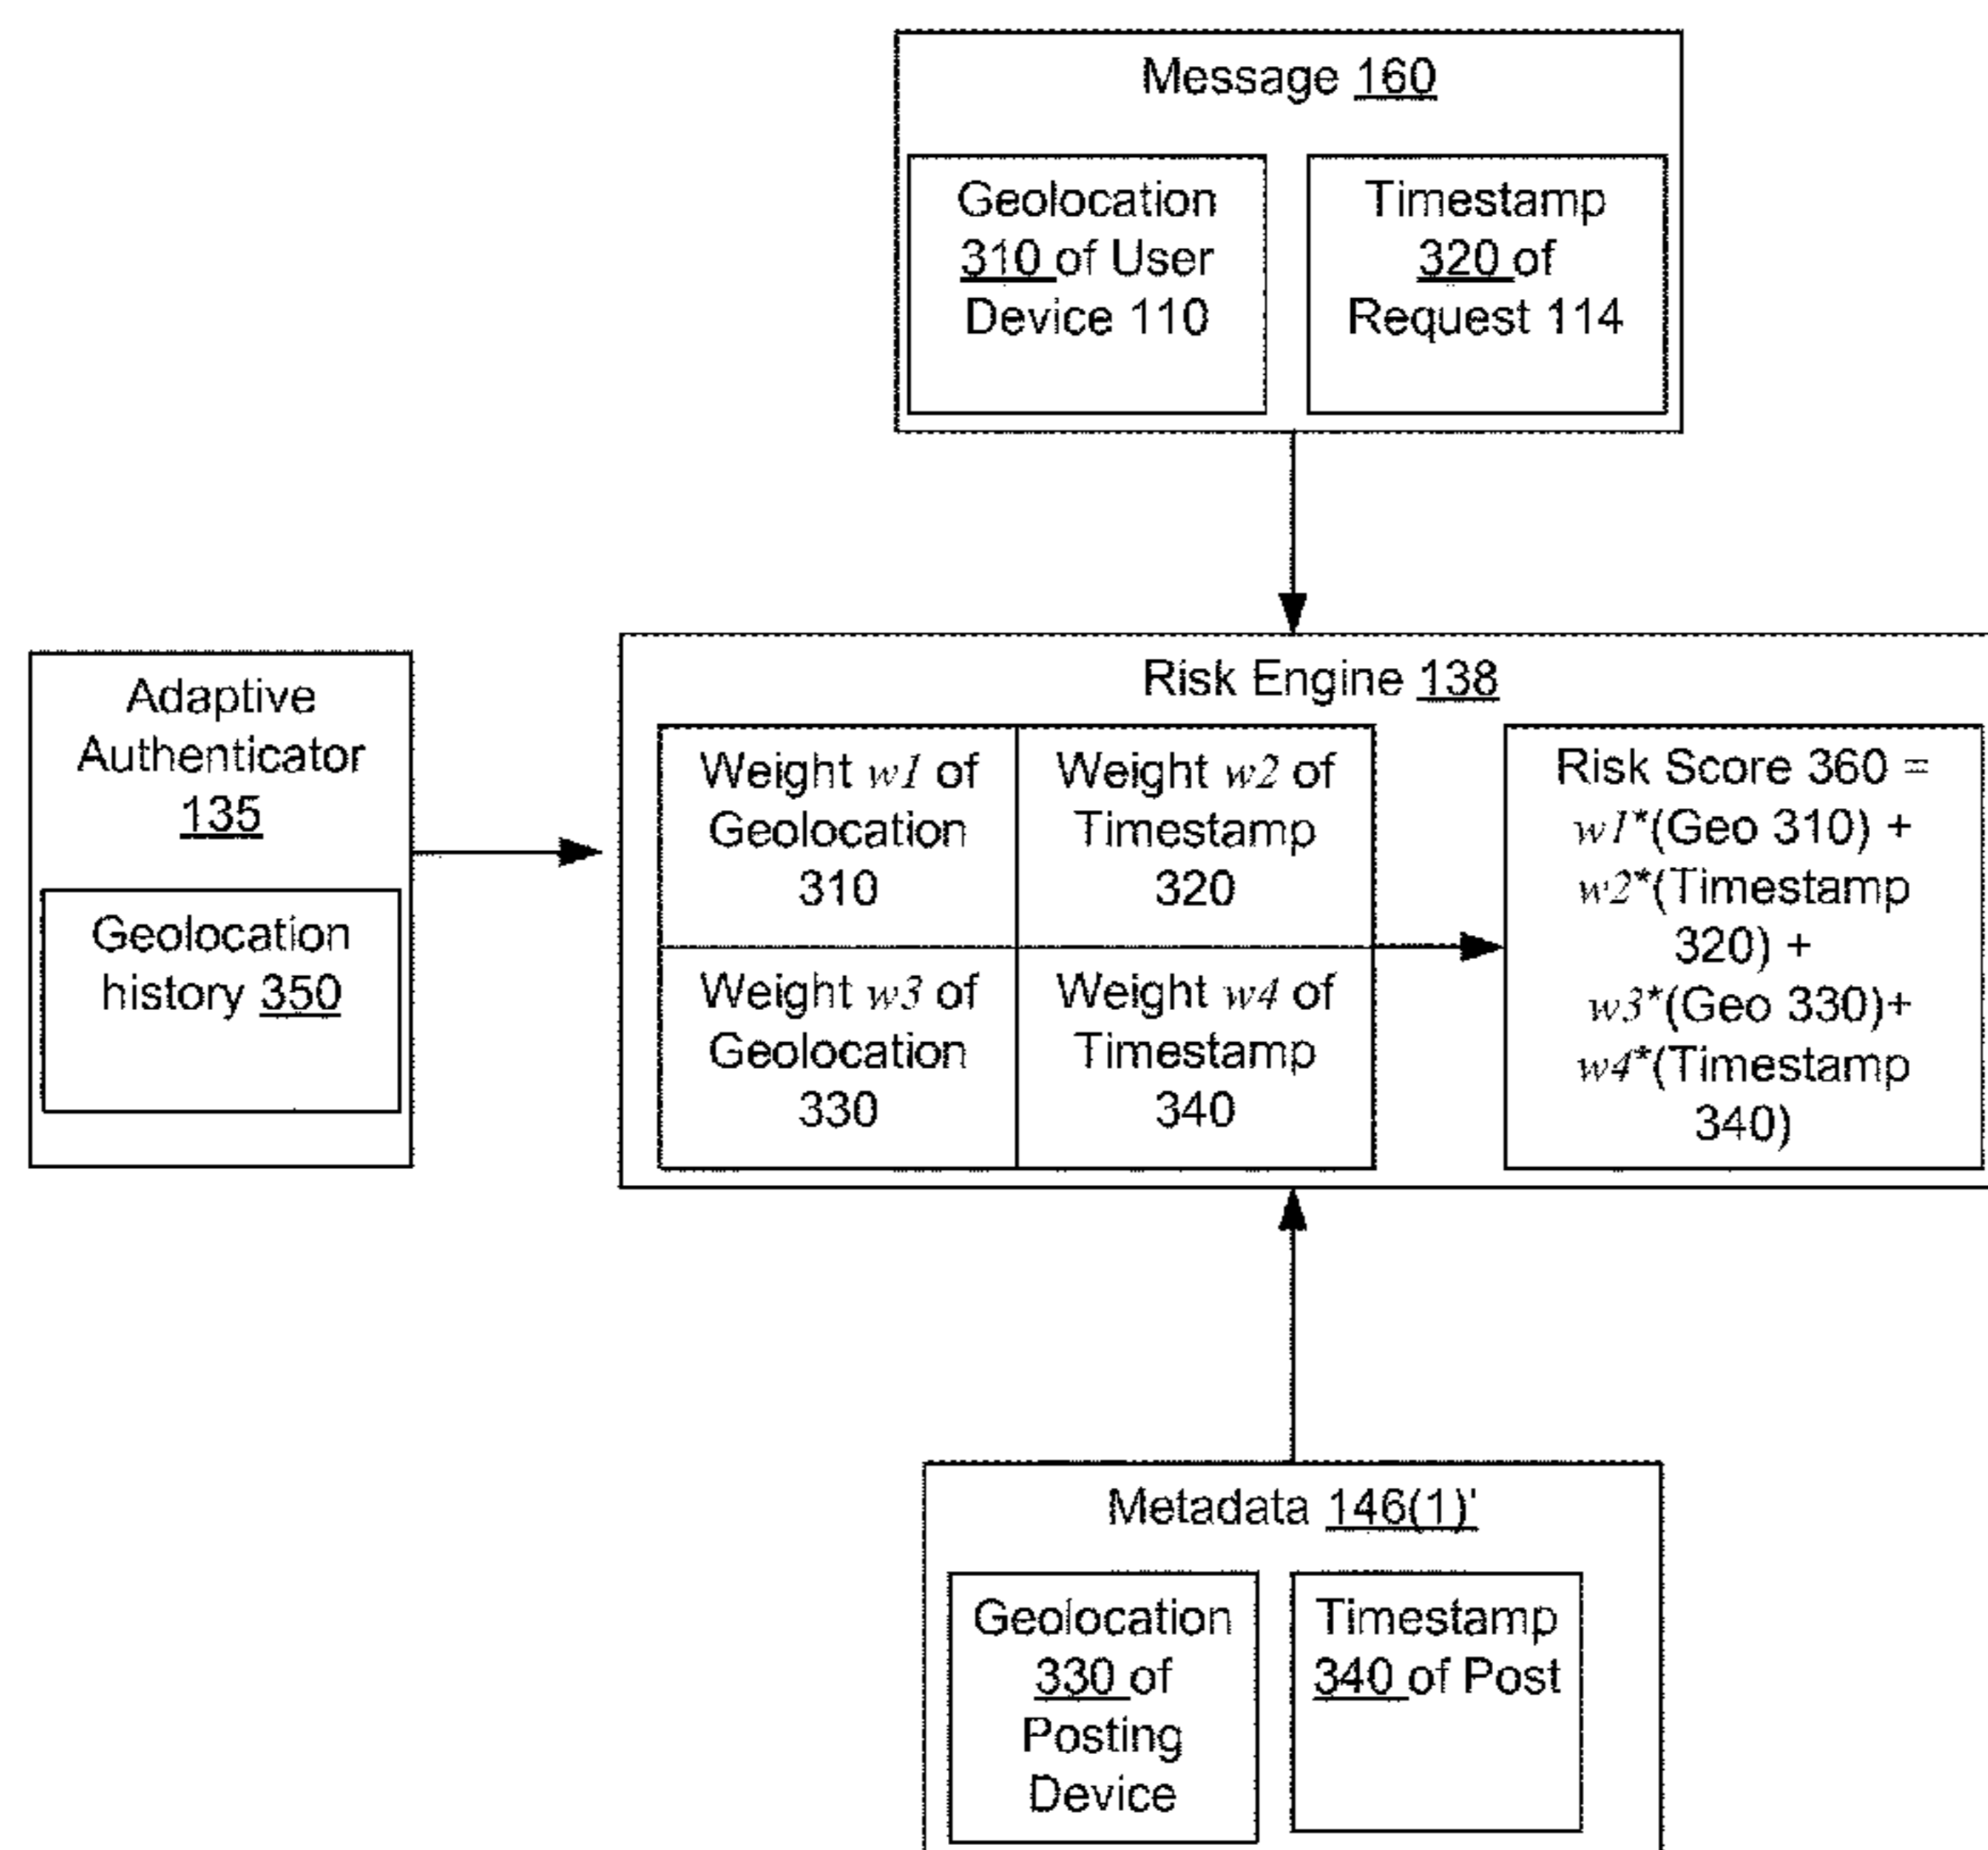 Message 160
Geolocation
310 of User
Device 110
Timestamp
320 of
Request 114
Adaptive
Authenticator
135
Geolocation
history 350
Risk Engine 138
Weight w1 of
Geolocation
310
Weight w2 of
Timestamp
320
Weight w3 of
Geolocation
330
Weight w4 of
Timestamp
340
Risk Score 360 =
w1*(Geo 310) +
w2*(Timestamp
320) +
w3*(Geo 330)+
w4*(Timestamp
340)
Metadata 146(1)'
Geolocation
330 of
Posting
Device
Timestamp
340 of Post